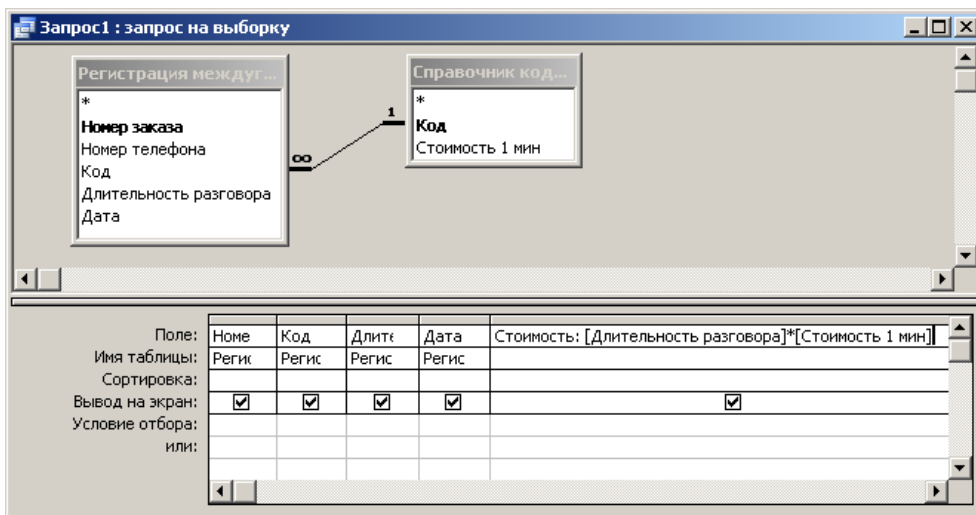 Запрос1 : запрос на выборку
Регистрация междуг...
*
Номер заказа
Номер телефона
Код
Длительность разговора
Дата
∞
1
Справочник код...
*
Код
Стоимость 1 мин
Поле: Номе Код Длите Дата Стоимость: [Длительность разговора]*[Стоимость 1 мин]
Имя таблицы: Регис Регис Регис Регис
Сортировка:
Вывод на экран:
Условие отбора:
или: